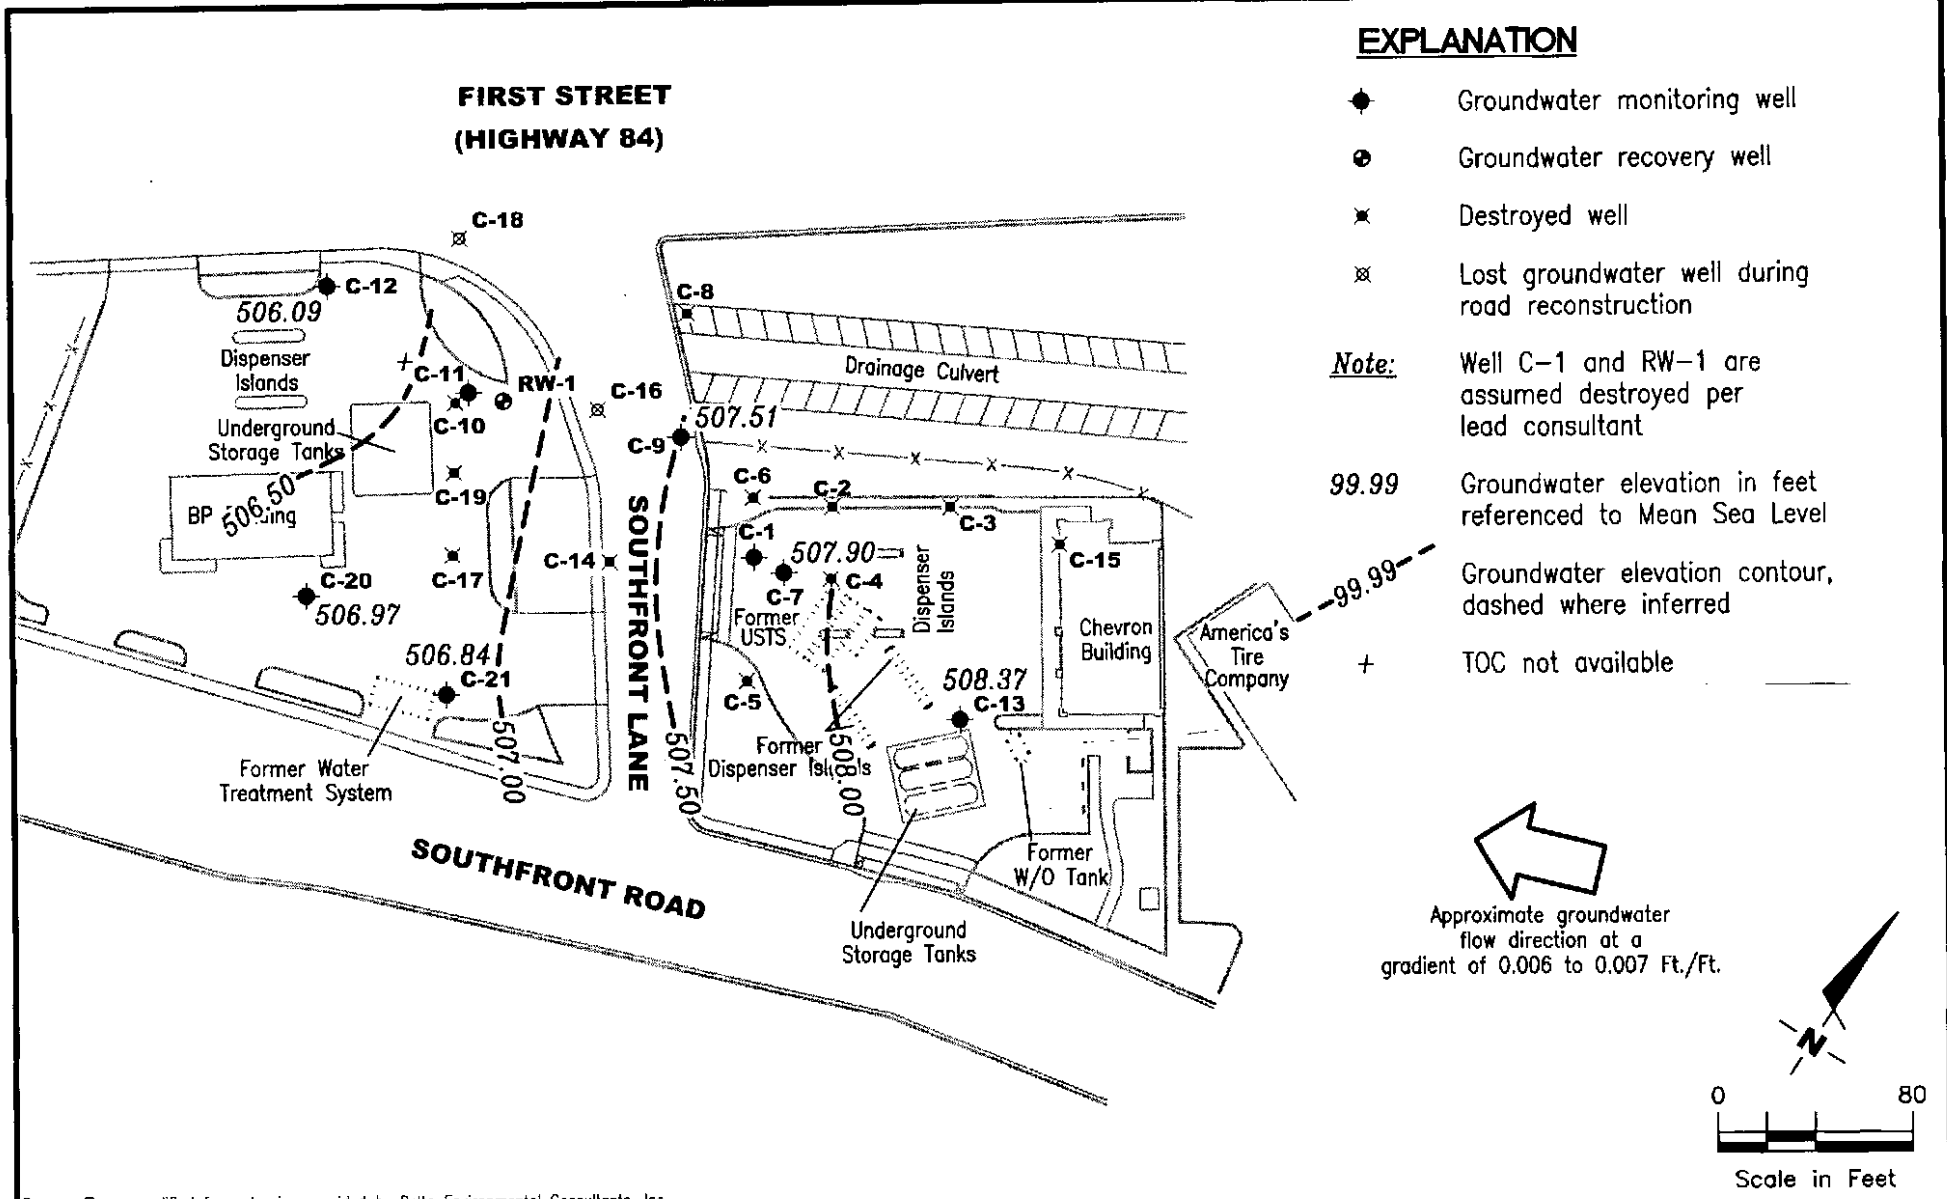 EXPLANATION
FIRST STREET
(HIGHWAY 84)
Groundwater monitoring well
Groundwater recovery well
Destroyed well
Lost groundwater well during
road reconstruction
Note: Well C-1 and RW-1 are
assumed destroyed per
lead consultant
99.99 Groundwater elevation in feet
referenced to Mean Sea Level
99.99 Groundwater elevation contour,
dashed where inferred
+ TOC not available
C-18
C-12
506.09
Dispenser
Islands
C-11
RW-1
C-10
Underground
Storage Tanks
506.50
BP
C-19
C-17
C-20
506.97
506.84
C-21
507.00
Former Water
Treatment System
C-16
C-14
C-8
Drainage Culvert
507.51
C-9
SOUTHFRONT LANE
507.50
C-6
C-2
C-3
C-1
507.90
C-7
C-4
Dispenser
Islands
C-15
Former
USTS
Chevron
Building
America's
Tire
Company
C-5
508.37
C-13
Former
Dispenser Islands
508.00
Former
W/O Tank
Underground
Storage Tanks
SOUTHFRONT ROAD
Approximate groundwater
flow direction at a
gradient of 0.006 to 0.007 Ft./Ft.
N
0 80
Scale in Feet